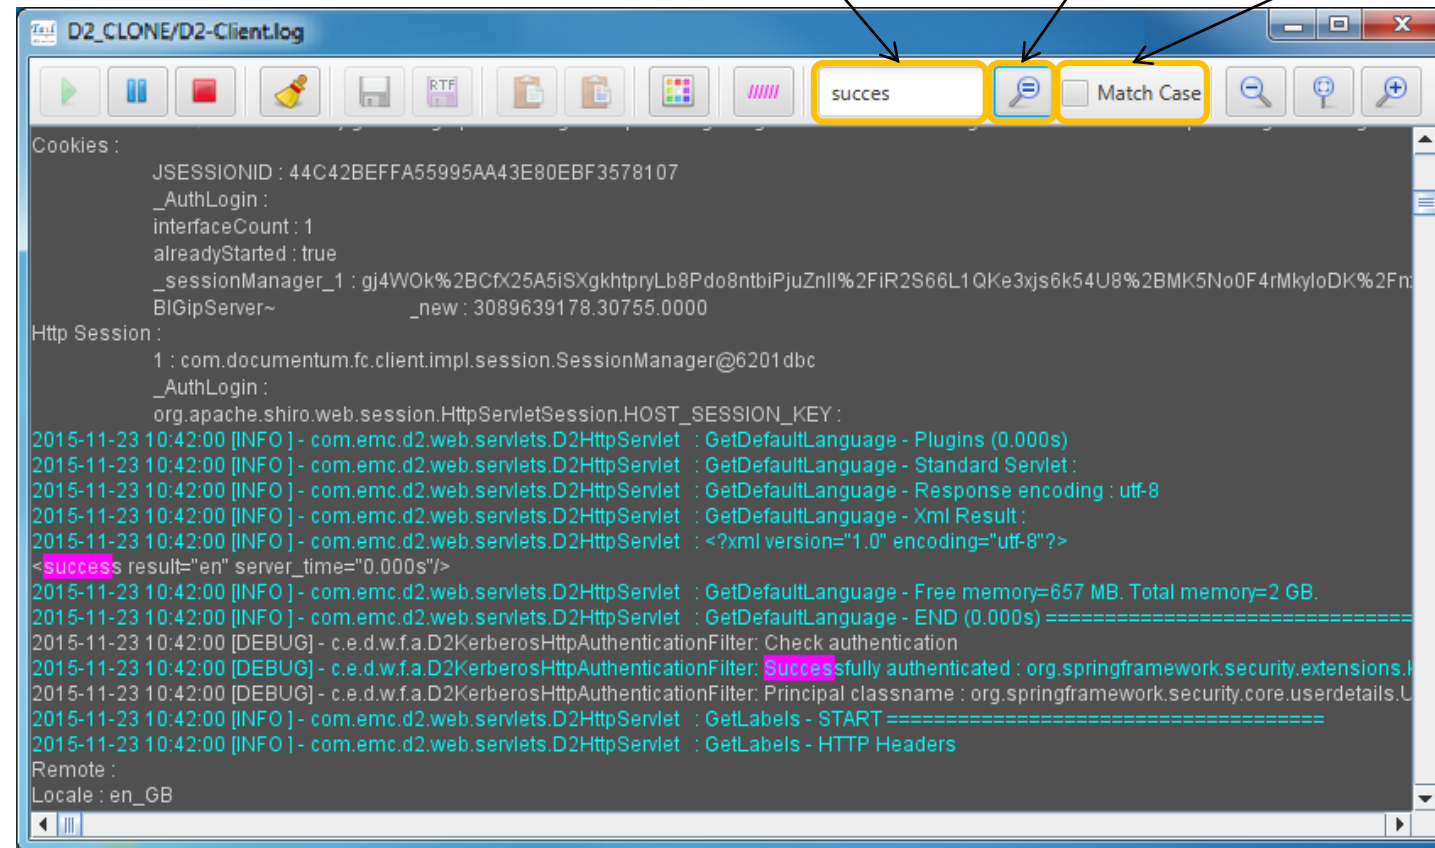 D2_CLONE/D2-Client.log
RTF
succes
Match Case
Cookies :
JSESSIONID : 44C42BEFFA55995AA43E80EBF3578107
_AuthLogin :
interfaceCount : 1
alreadyStarted : true
_sessionManager_1 : gj4WOk%2BCfX25A5iSXgkhtpryLb8Pdo8ntbiPjuZnlI%2FiR2S66L1QKe3xjs6k54U8%2BMK5No0F4rMkyloDK%2Fn
BIGipServer~ _new : 3089639178.30755.0000
Http Session :
1 : com.documentum.fc.client.impl.session.SessionManager@6201dbc
_AuthLogin :
org.apache.shiro.web.session.HttpServletSession.HOST_SESSION_KEY :
2015-11-23 10:42:00 [INFO ] - com.emc.d2.web.servlets.D2HttpServlet : GetDefaultLanguage - Plugins (0.000s)
2015-11-23 10:42:00 [INFO ] - com.emc.d2.web.servlets.D2HttpServlet : GetDefaultLanguage - Standard Servlet :
2015-11-23 10:42:00 [INFO ] - com.emc.d2.web.servlets.D2HttpServlet : GetDefaultLanguage - Response encoding : utf-8
2015-11-23 10:42:00 [INFO ] - com.emc.d2.web.servlets.D2HttpServlet : GetDefaultLanguage - Xml Result :
2015-11-23 10:42:00 [INFO ] - com.emc.d2.web.servlets.D2HttpServlet : <?xml version="1.0" encoding="utf-8"?>
<success result="en" server_time="0.000s"/>
2015-11-23 10:42:00 [INFO ] - com.emc.d2.web.servlets.D2HttpServlet : GetDefaultLanguage - Free memory=657 MB. Total memory=2 GB.
2015-11-23 10:42:00 [INFO ] - com.emc.d2.web.servlets.D2HttpServlet : GetDefaultLanguage - END (0.000s) ===============================
2015-11-23 10:42:00 [DEBUG] - c.e.d.w.f.a.D2KerberosHttpAuthenticationFilter: Check authentication
2015-11-23 10:42:00 [DEBUG] - c.e.d.w.f.a.D2KerberosHttpAuthenticationFilter: Successfully authenticated : org.springframework.security.extensions.
2015-11-23 10:42:00 [DEBUG] - c.e.d.w.f.a.D2KerberosHttpAuthenticationFilter: Principal classname : org.springframework.security.core.userdetails.U
2015-11-23 10:42:00 [INFO ] - com.emc.d2.web.servlets.D2HttpServlet : GetLabels - START =====================================
2015-11-23 10:42:00 [INFO ] - com.emc.d2.web.servlets.D2HttpServlet : GetLabels - HTTP Headers
Remote :
Locale : en_GB